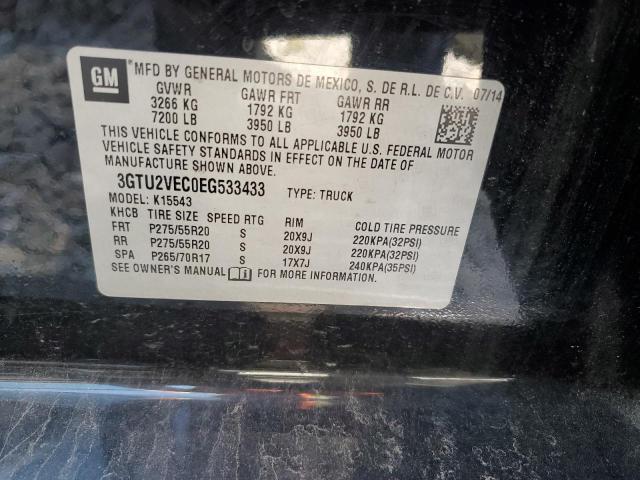 GM
MFD BY GENERAL MOTORS DE MEXICO, S. DE R.L. DE C.V. 07/14
GVWR GAWR FRT GAWR RR
3266 KG 1792 KG 1792 KG
7200 LB 3950 LB 3950 LB
THIS VEHICLE CONFORMS TO ALL APPLICABLE U.S. FEDERAL MOTOR
VEHICLE SAFETY STANDARDS IN EFFECT ON THE DATE OF
MANUFACTURE SHOWN ABOVE.
3GTU2VEC0EG533433 TYPE: TRUCK
MODEL: K15543
KHCB TIRE SIZE SPEED RTG RIM COLD TIRE PRESSURE
FRT P275/55R20 S 20X9J 220KPA(32PSI)
RR P275/55R20 S 20X9J 220KPA(32PSI)
SPA P265/70R17 S 17X7J 240KPA(35PSI)
SEE OWNER'S MANUAL FOR MORE INFORMATION.